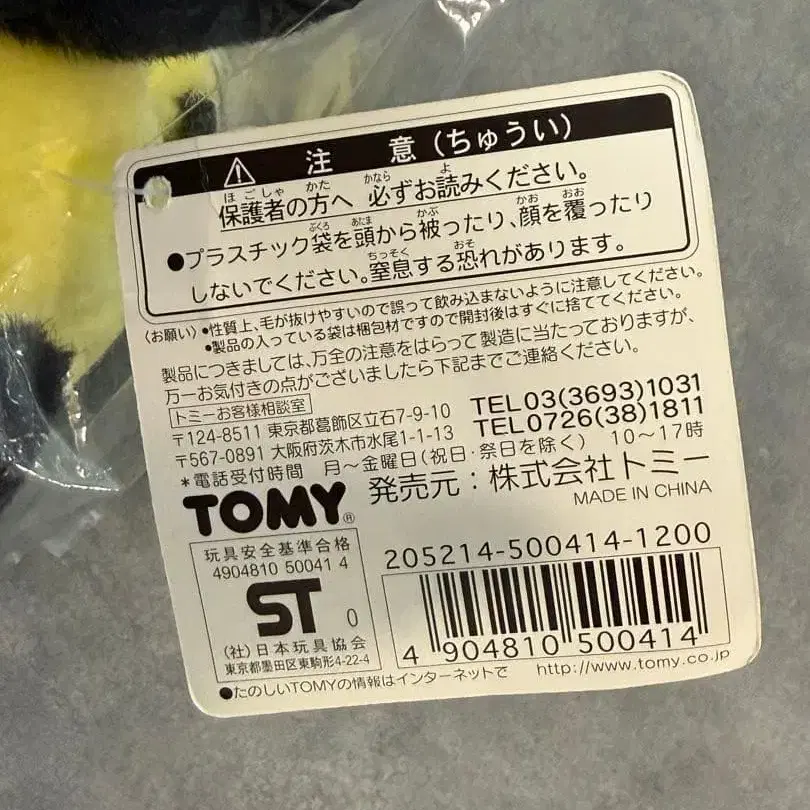 ⚠ 注意(ちゅうい)
保護者の方へ 必ずお読みください。
●プラスチック袋を頭から被ったり、顔を覆ったり
しないでください。窒息する恐れがあります。
〈お願い〉●性質上、毛が抜けやすいので誤って飲み込まないように注意してください。
●製品の入っている袋は梱包材ですので開封後はすぐに捨ててください。
製品につきましては、万全の注意をはらって製造に当たっておりますが、
万一お気付きの点がございましたら下記までご連絡ください。
トミーお客様相談室
〒124-8511 東京都葛飾区立石7-9-10 TEL03(3693)1031
〒567-0891 大阪府茨木市水尾1-1-13 TEL0726(38)1811
*電話受付時間 月〜金曜日(祝日・祭日を除く) 10〜17時
TOMY® 発売元:株式会社トミー
MADE IN CHINA
玩具安全基準合格
4904810 50041 4
ST 0
(社)日本玩具協会
東京都墨田区東駒形4-22-4
205214-500414-1200
4 904810 500414
●たのしいTOMYの情報はインターネットで http://www.tomy.co.jp